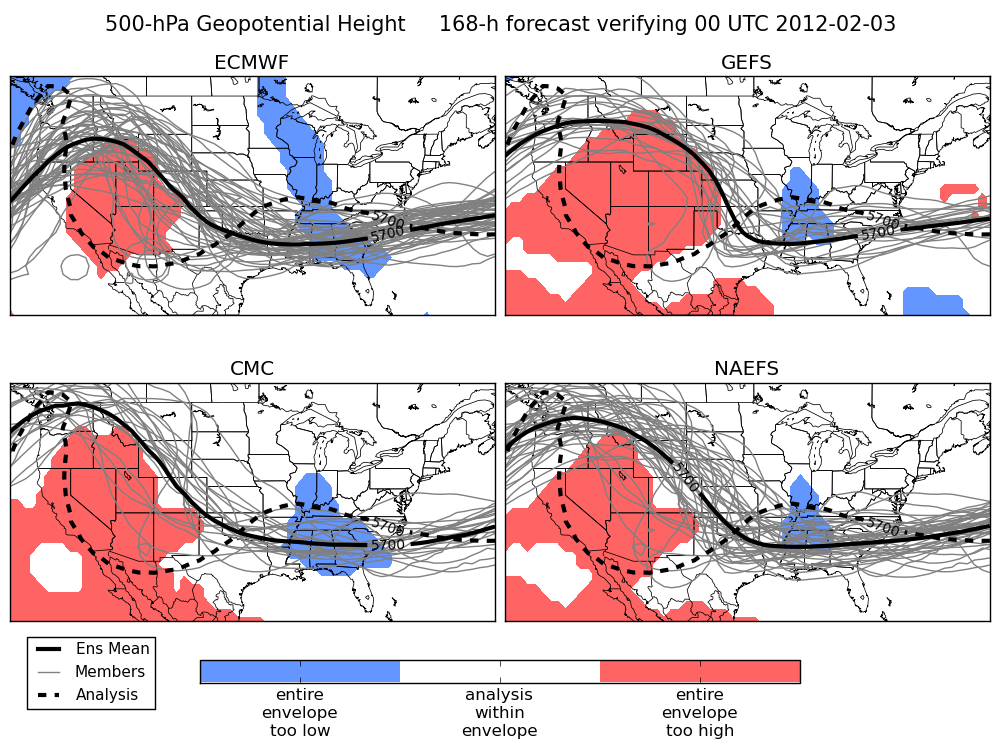 500-hPa Geopotential Height 168-h forecast verifying 00 UTC 2012-02-03
ECMWF
GEFS
5700
5700
5700
5700
CMC
NAEFS
5700
5700
5700
5700
Ens Mean
Members
Analysis
entire
envelope
too low
analysis
within
envelope
entire
envelope
too high